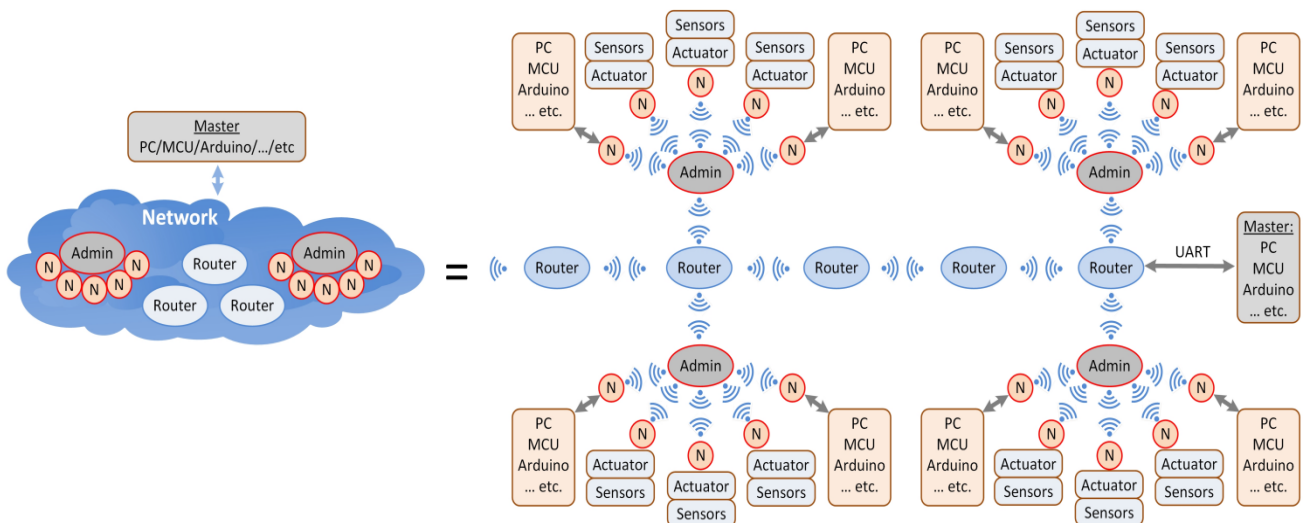 Master
PC/MCU/Arduino/…/etc
Network
Admin
N
N
N
N
N
Router
Router
Router
Admin
N
N
N
N
N
=
PC
MCU
Arduino
... etc.
N
Sensors
Actuator
N
Sensors
Actuator
N
Sensors
Actuator
N
PC
MCU
Arduino
... etc.
N
Admin
PC
MCU
Arduino
... etc.
N
Sensors
Actuator
N
Sensors
Actuator
N
Sensors
Actuator
N
PC
MCU
Arduino
... etc.
N
Admin
Router
Router
Router
Router
Router
UART
Master:
PC
MCU
Arduino
... etc.
Admin
N
PC
MCU
Arduino
... etc.
N
Actuator
Sensors
N
Actuator
Sensors
N
Actuator
Sensors
N
PC
MCU
Arduino
... etc.
Admin
N
PC
MCU
Arduino
... etc.
N
Actuator
Sensors
N
Actuator
Sensors
N
Actuator
Sensors
N
PC
MCU
Arduino
... etc.